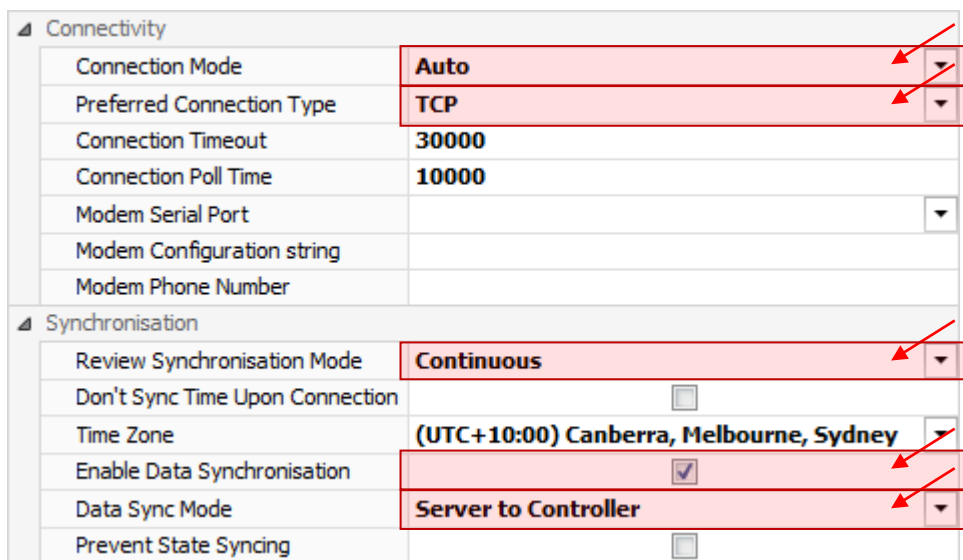 Connectivity
Connection Mode Auto
Preferred Connection Type TCP
Connection Timeout 30000
Connection Poll Time 10000
Modem Serial Port
Modem Configuration string
Modem Phone Number
Synchronisation
Review Synchronisation Mode Continuous
Don't Sync Time Upon Connection
Time Zone (UTC+10:00) Canberra, Melbourne, Sydney
Enable Data Synchronisation
Data Sync Mode Server to Controller
Prevent State Syncing